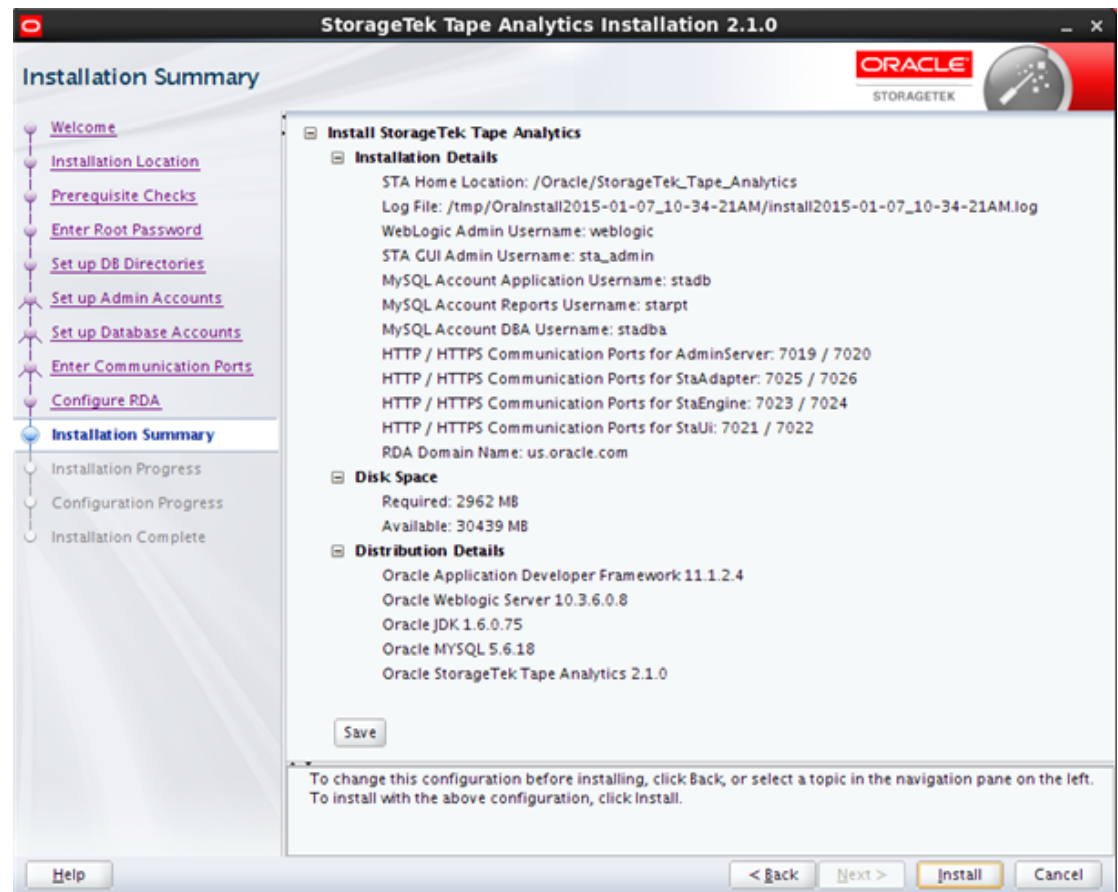 StorageTek Tape Analytics Installation 2.1.0
Installation Summary
ORACLE
STORAGETEK
Welcome
Installation Location
Prerequisite Checks
Enter Root Password
Set up DB Directories
Set up Admin Accounts
Set up Database Accounts
Enter Communication Ports
Configure RDA
Installation Summary
Installation Progress
Configuration Progress
Installation Complete
Install StorageTek Tape Analytics
Installation Details
STA Home Location: /Oracle/StorageTek_Tape_Analytics
Log File: /tmp/OraInstall2015-01-07_10-34-21AM/install2015-01-07_10-34-21AM.log
WebLogic Admin Username: weblogic
STA GUI Admin Username: sta_admin
MySQL Account Application Username: stadb
MySQL Account Reports Username: starpt
MySQL Account DBA Username: stadba
HTTP / HTTPS Communication Ports for AdminServer: 7019 / 7020
HTTP / HTTPS Communication Ports for StaAdapter: 7025 / 7026
HTTP / HTTPS Communication Ports for StaEngine: 7023 / 7024
HTTP / HTTPS Communication Ports for StaUi: 7021 / 7022
RDA Domain Name: us.oracle.com
Disk Space
Required: 2962 MB
Available: 30439 MB
Distribution Details
Oracle Application Developer Framework 11.1.2.4
Oracle Weblogic Server 10.3.6.0.8
Oracle JDK 1.6.0.75
Oracle MYSQL 5.6.18
Oracle StorageTek Tape Analytics 2.1.0
Save
To change this configuration before installing, click Back, or select a topic in the navigation pane on the left.
To install with the above configuration, click Install.
Help
< Back
Next >
Install
Cancel